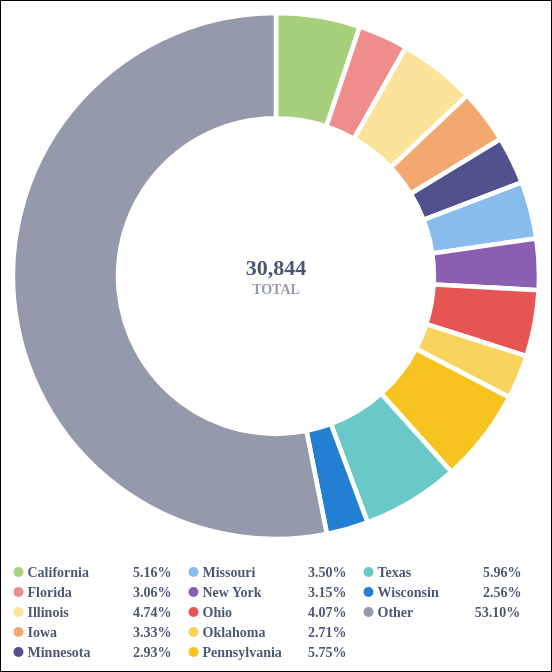 30,844
TOTAL
California 5.16% Missouri 3.50% Texas 5.96%
Florida 3.06% New York 3.15% Wisconsin 2.56%
Illinois 4.74% Ohio 4.07% Other 53.10%
Iowa 3.33% Oklahoma 2.71%
Minnesota 2.93% Pennsylvania 5.75%